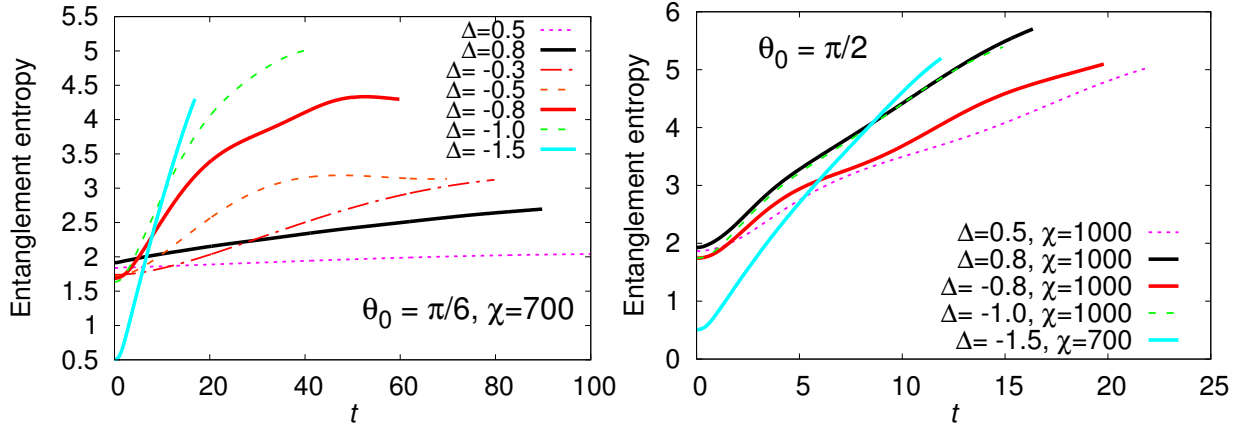 Entanglement entropy
5.5
5
4.5
4
3.5
3
2.5
2
1.5
1
0.5
0
20
40
60
80
100
t
Δ=0.5
Δ=0.8
Δ= -0.3
Δ= -0.5
Δ= -0.8
Δ= -1.0
Δ= -1.5
θ0 = π/6, χ=700
Entanglement entropy
6
5
4
3
2
1
0
0
5
10
15
20
25
t
θ0 = π/2
Δ=0.5, χ=1000
Δ=0.8, χ=1000
Δ= -0.8, χ=1000
Δ= -1.0, χ=1000
Δ= -1.5, χ=700